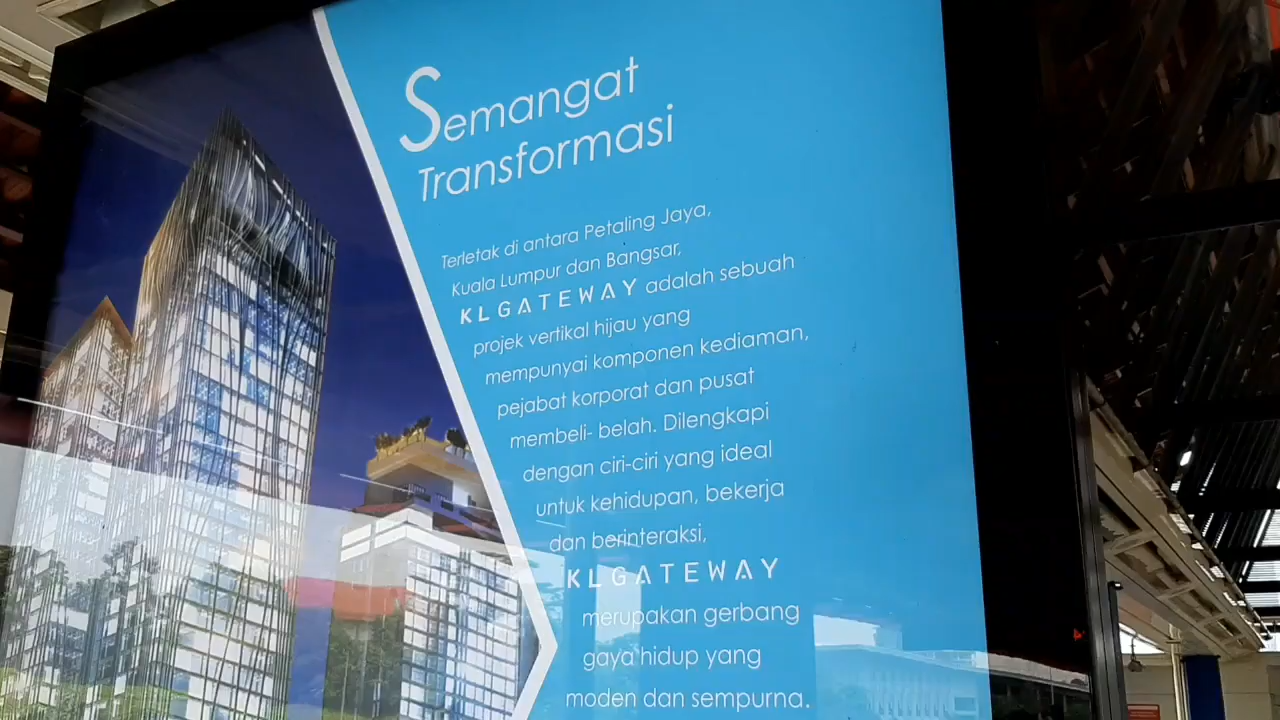 Semangat
Transformasi
Terletak di antara Petaling Jaya,
Kuala Lumpur dan Bangsar,
KLGATEWAY adalah sebuah
projek vertikal hijau yang
mempunyai komponen kediaman,
pejabat korporat dan pusat
membeli- belah. Dilengkapi
dengan ciri-ciri yang ideal
untuk kehidupan, bekerja
dan berinteraksi,
KLGATEWAY
merupakan gerbang
gaya hidup yang
moden dan sempurna.